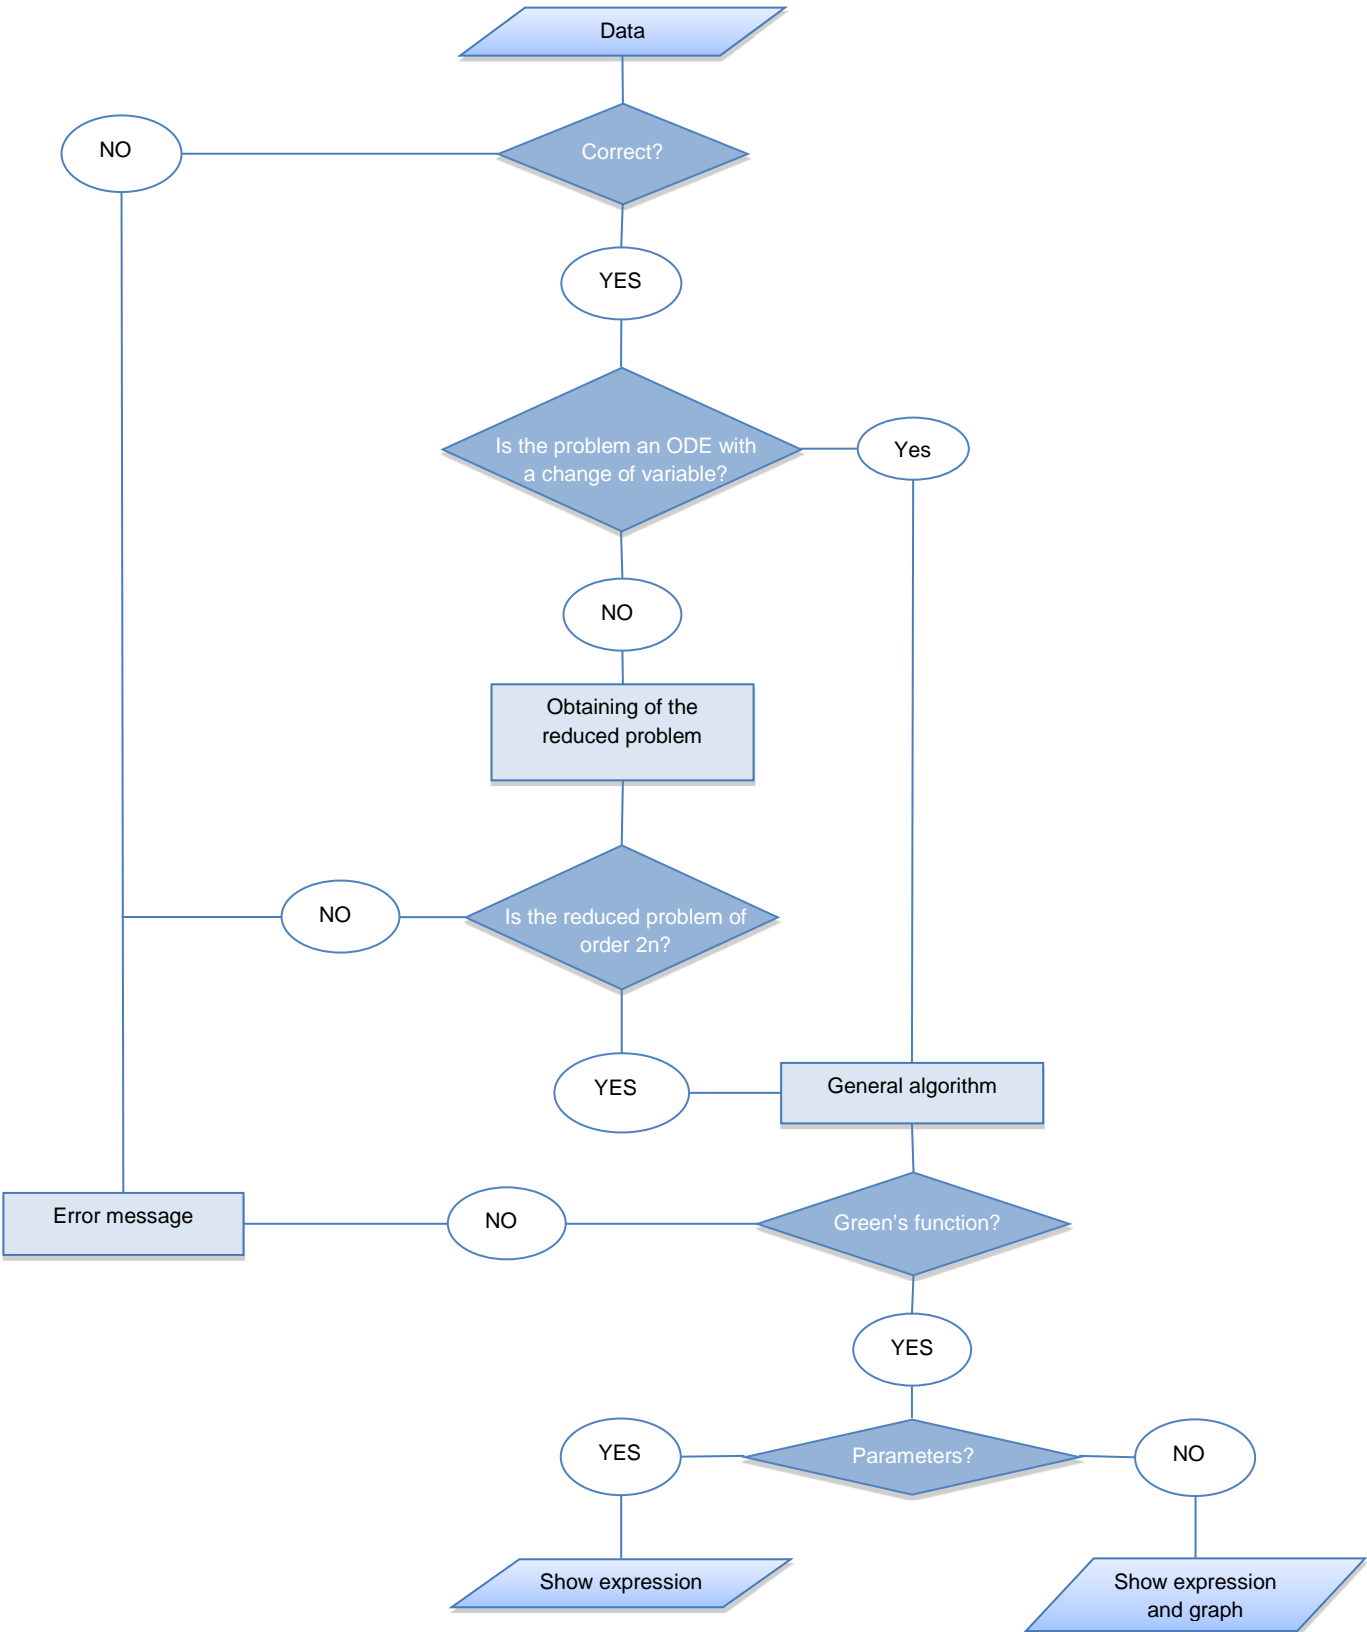 Data
NO
Correct?
YES
Is the problem an ODE with
a change of variable?
Yes
NO
Obtaining of the
reduced problem
NO
Is the reduced problem of
order 2n?
YES
General algorithm
Error message
NO
Green’s function?
YES
YES
Parameters?
NO
Show expression
Show expression
and graph